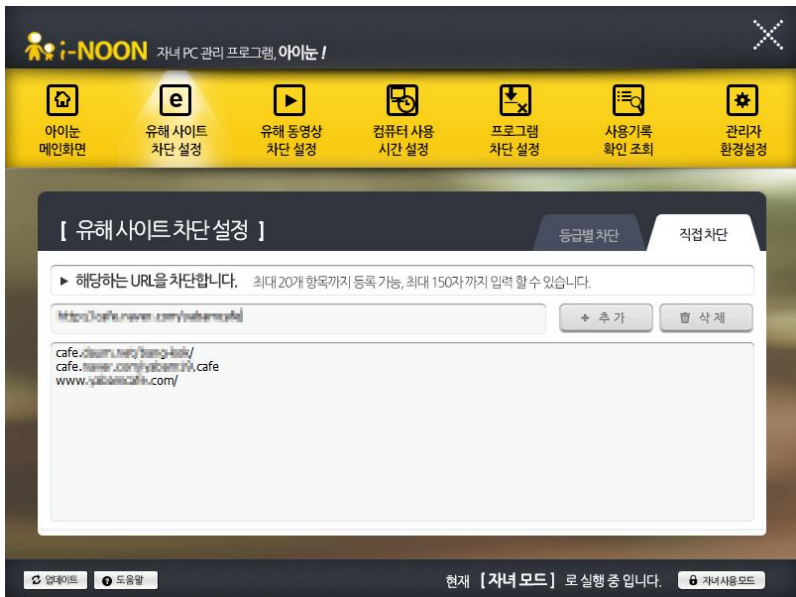 i-NOON 자녀 PC 관리 프로그램, 아이눈 !
아이눈
메인화면
유해 사이트
차단 설정
유해 동영상
차단 설정
컴퓨터 사용
시간 설정
프로그램
차단 설정
사용기록
확인 조회
관리자
환경설정
[ 유해 사이트 차단 설정 ]
등급별 차단
직접 차단
▶ 해당하는 URL을 차단합니다. 최대 20개 항목까지 등록 가능, 최대 150자 까지 입력 할 수 있습니다.
+ 추 가
삭 제
cafe.
cafe. .cafe
www. .com/
업데이트
도움말
현재 [ 자녀 모드 ] 로 실행 중 입니다.
자녀사용모드